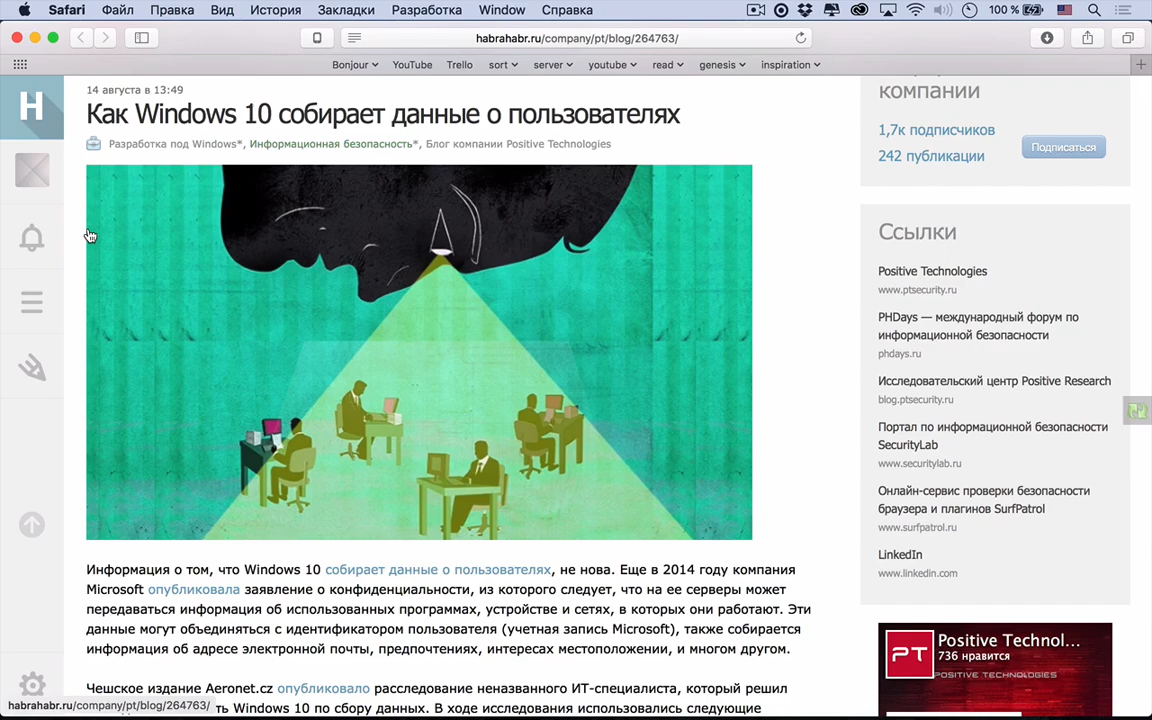 Safari Файл Правка Вид История Закладки Разработка Window Справка 100 %
habrahabr.ru/company/pt/blog/264763/
Bonjour YouTube Trello sort server youtube read genesis inspiration
H
14 августа в 13:49
Как Windows 10 собирает данные о пользователях
Разработка под Windows*, Информационная безопасность*, Блог компании Positive Technologies
Информация о том, что Windows 10 собирает данные о пользователях, не нова. Еще в 2014 году компания
Microsoft опубликовала заявление о конфиденциальности, из которого следует, что на ее серверы может
передаваться информация об использованных программах, устройстве и сетях, в которых они работают. Эти
данные могут объединяться с идентификатором пользователя (учетная запись Microsoft), также собирается
информация об адресе электронной почты, предпочтениях, интересах местоположении, и многом другом.
Чешское издание Aeronet.cz опубликовало расследование неназванного ИТ-специалиста, который решил
ть Windows 10 по сбору данных. В ходе исследования использовались следующие
habrahabr.ru/company/pt/blog/264763/
компании
1,7k подписчиков
242 публикации
Подписаться
Ссылки
Positive Technologies
www.ptsecurity.ru
PHDays — международный форум по
информационной безопасности
phdays.ru
Исследовательский центр Positive Research
blog.ptsecurity.ru
Портал по информационной безопасности
SecurityLab
www.securitylab.ru
Онлайн-сервис проверки безопасности
браузера и плагинов SurfPatrol
www.surfpatrol.ru
LinkedIn
www.linkedin.com
PT
Positive Technol...
736 нравится
POSITIVE TECHNOLOGIES